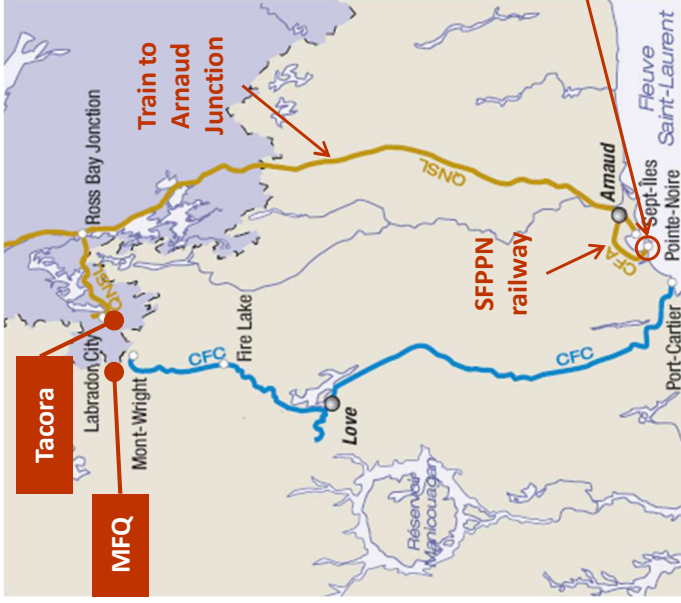 Tacora
Labrador City
Ross Bay Jonction
QNSL
MFQ
Mont-Wright
Train to
Arnaud
Junction
CFC
Fire Lake
Love
Réservoir
Manicouagan
QNSL
SFPPN
railway
CFC
Arnaud
CFA
Sept-Îles
Pointe-Noire
Port-Cartier
Fleuve
Saint-Laurent